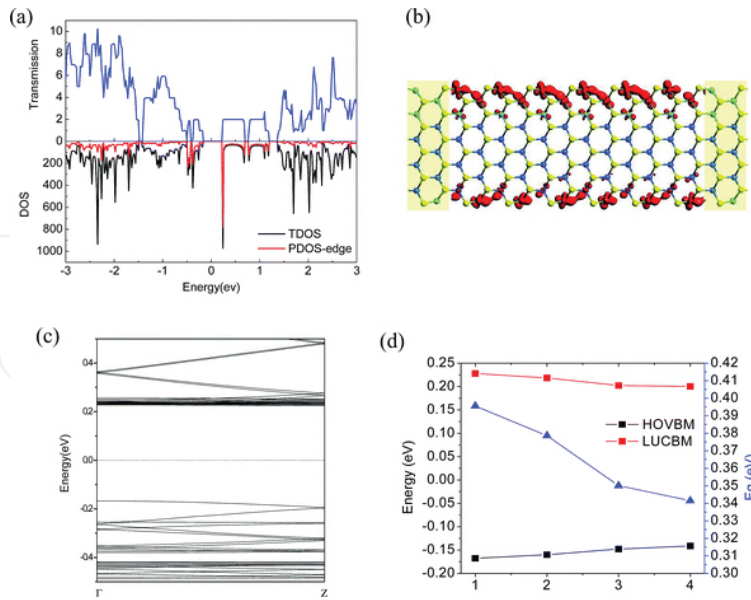 (a)
10
8
6
4
2
0
Transmission
200
400
600
800
1000
DOS
TDOS
PDOS-edge
-3 -2 -1 0 1 2 3
Energy(ev)
(b)
(c)
0.4
0.2
0.0
-0.2
-0.4
Energy(eV)
Γ Z
(d)
0.25
0.20
0.15
0.10
0.05
0.00
-0.05
-0.10
-0.15
-0.20
Energy (eV)
HOVBM
LUCBM
0.42
0.41
0.40
0.39
0.38
0.37
0.36
0.35
0.34
0.33
0.32
0.31
0.30
Eg (eV)
1 2 3 4